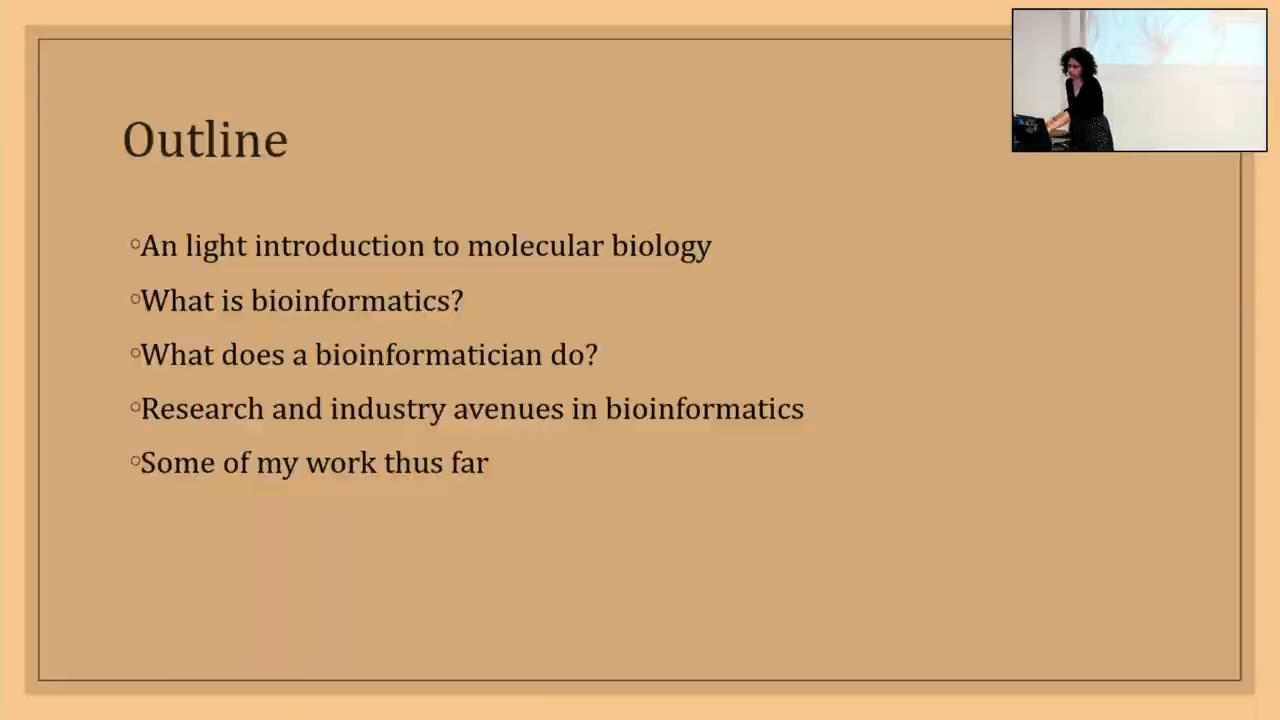 Outline
◦An light introduction to molecular biology
◦What is bioinformatics?
◦What does a bioinformatician do?
◦Research and industry avenues in bioinformatics
◦Some of my work thus far